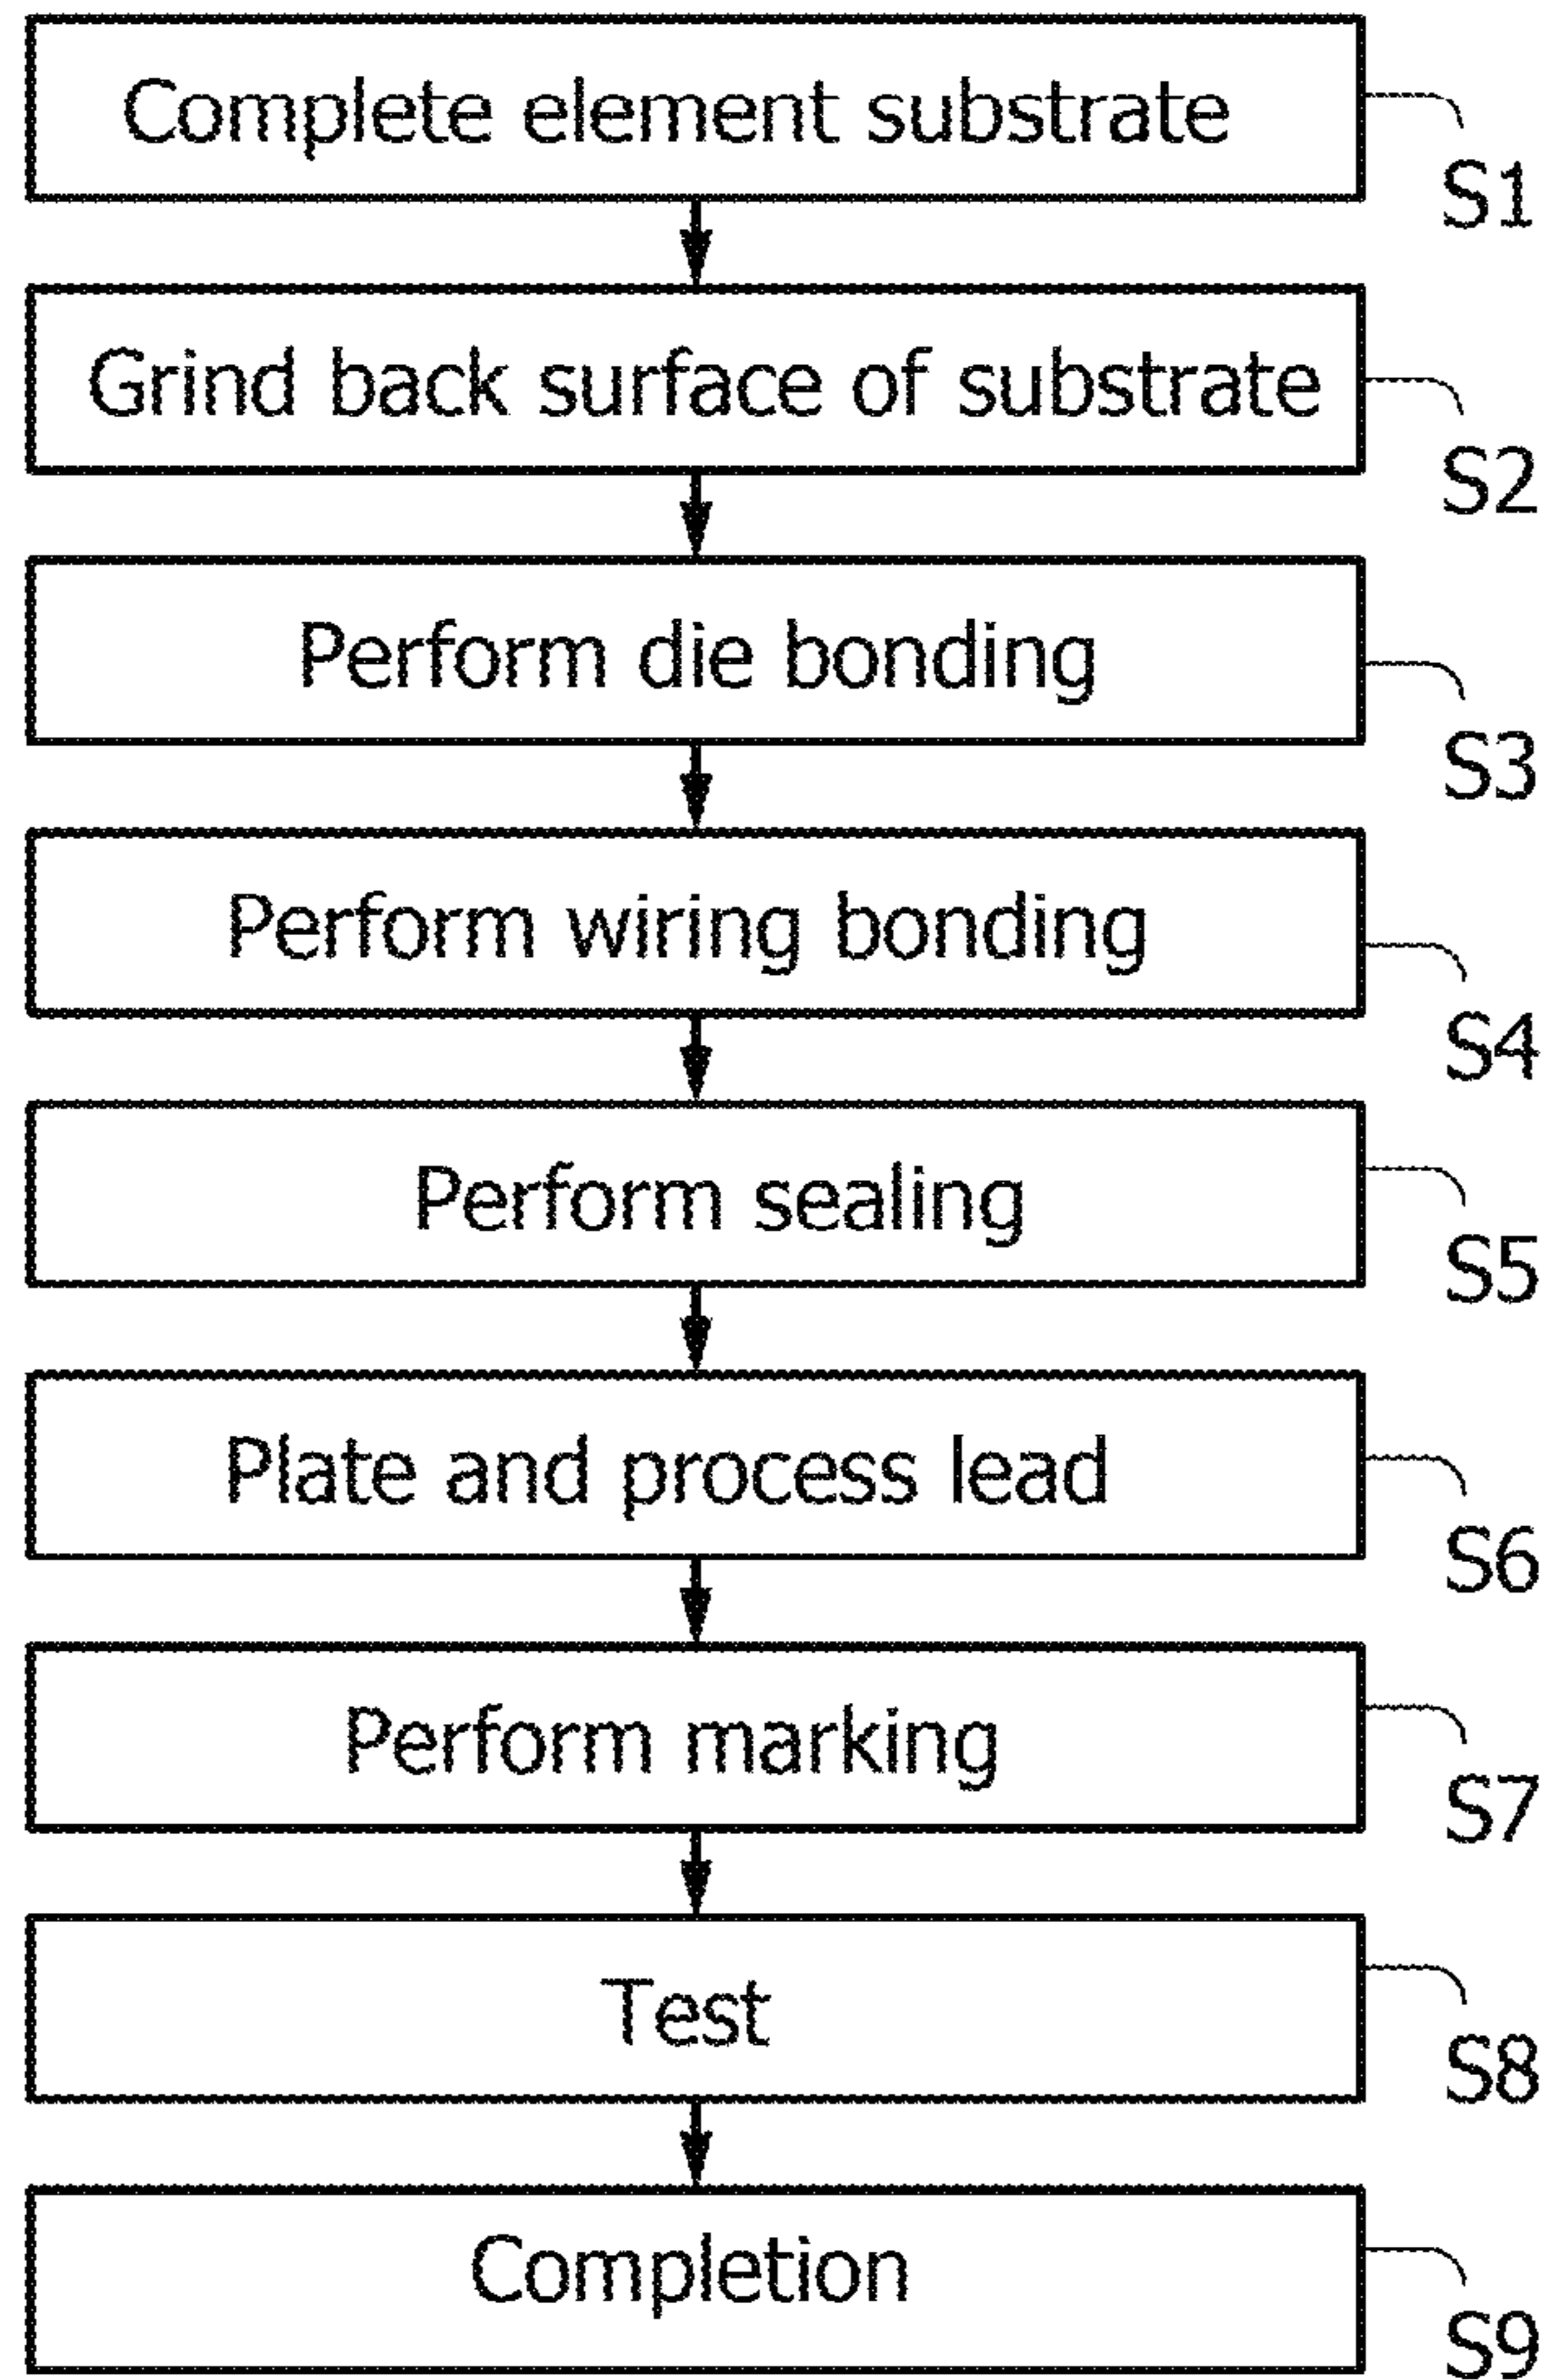 Complete element substrate
S1
Grind back surface of substrate
S2
Perform die bonding
S3
Perform wiring bonding
S4
Perform sealing
S5
Plate and process lead
S6
Perform marking
S7
Test
S8
Completion
S9